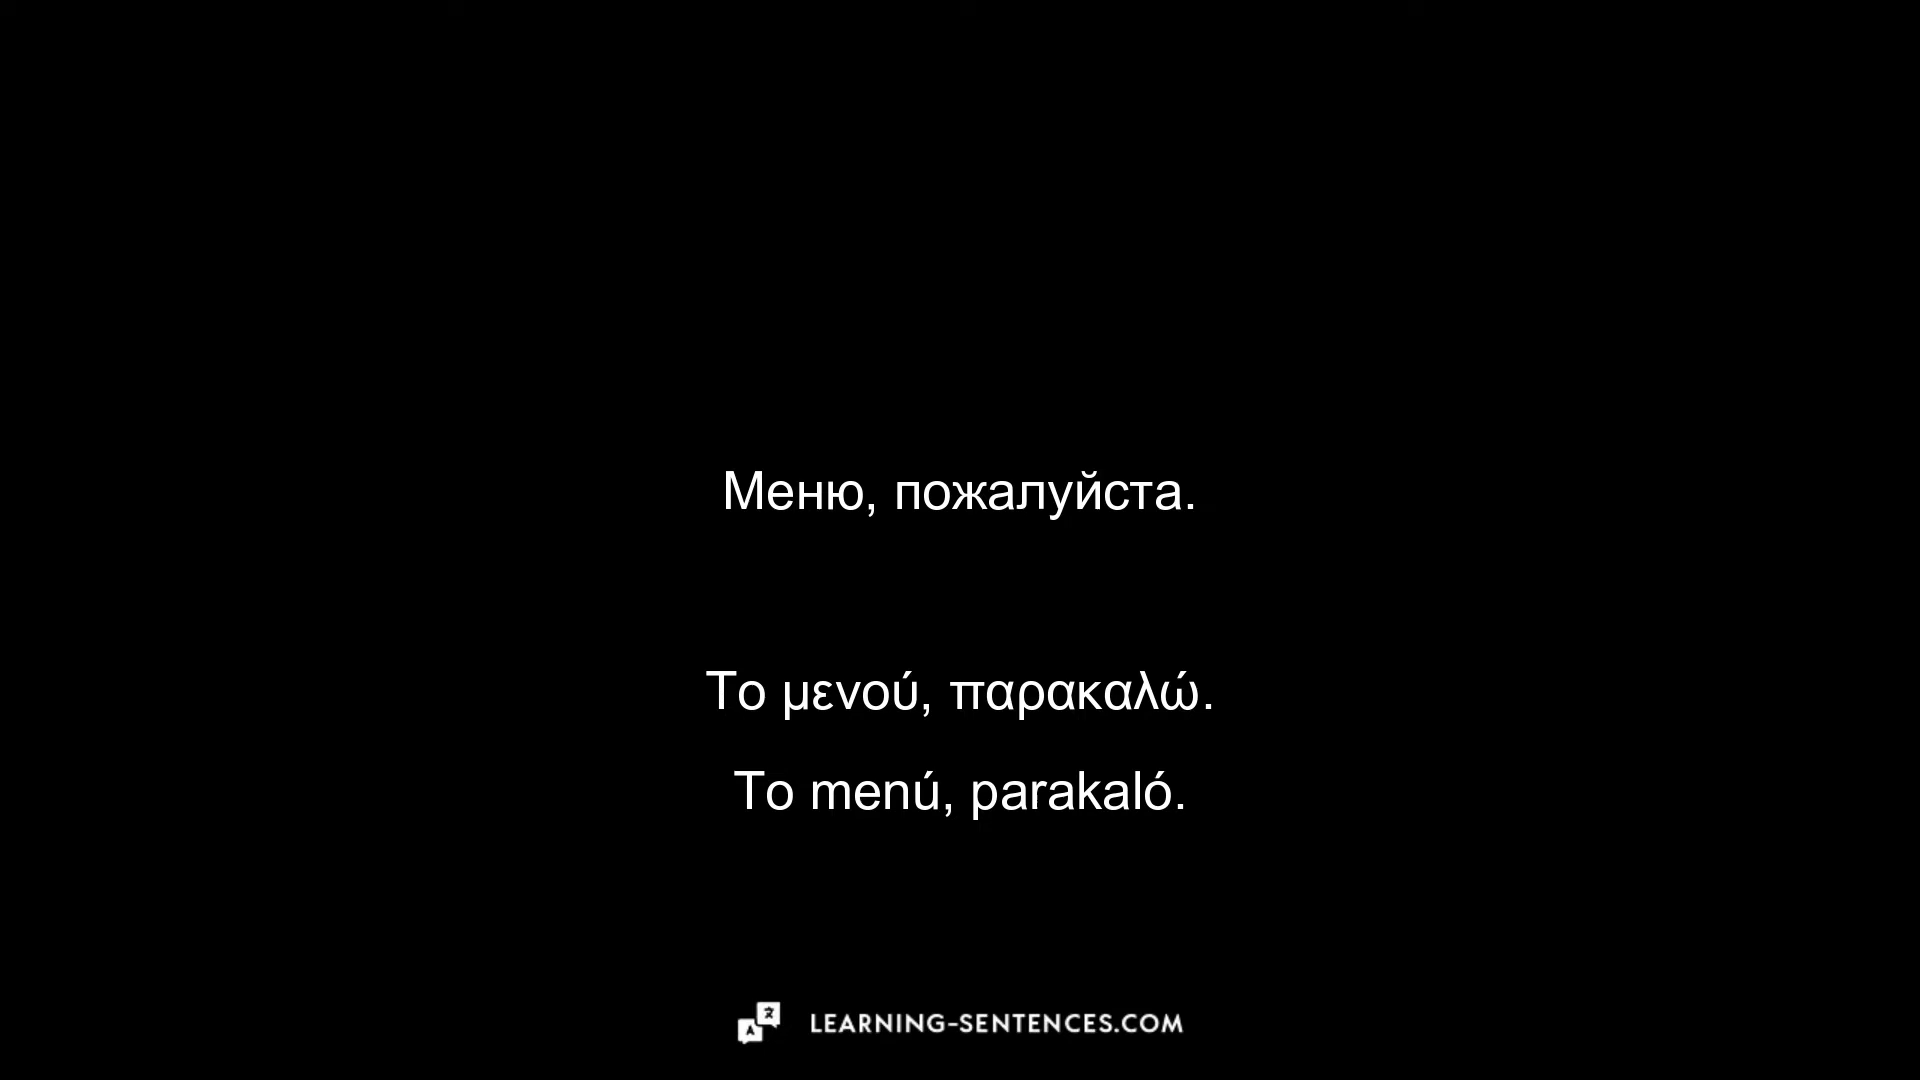 Меню, пожалуйста.
Το μενού, παρακαλώ.
To menú, parakaló.
LEARNING-SENTENCES.COM